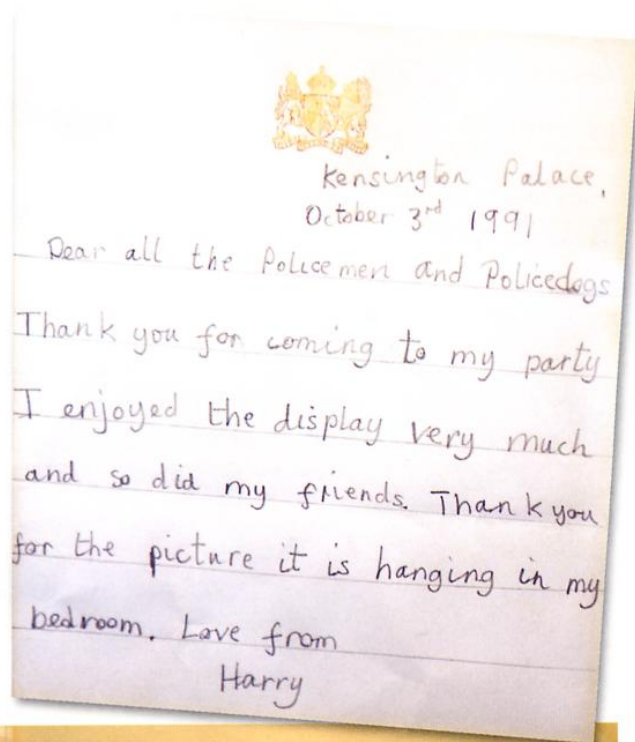 Kensington Palace,
October 3rd 1991
Dear all the Policemen and Policedogs
Thank you for coming to my party
I enjoyed the display very much
and so did my friends. Thank you
for the picture it is hanging in my
bedroom. Love from
Harry